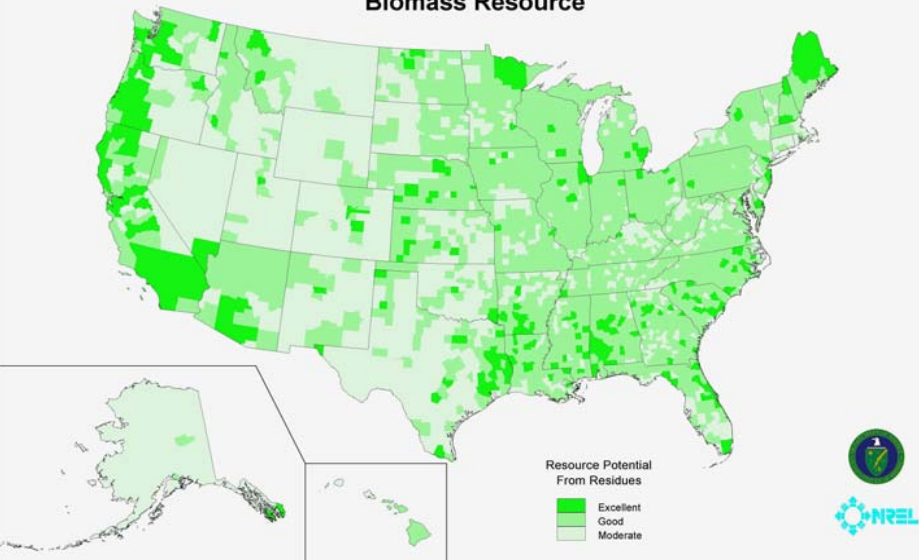 Biomass Resource
Resource Potential
From Residues
Excellent
Good
Moderate
NREL